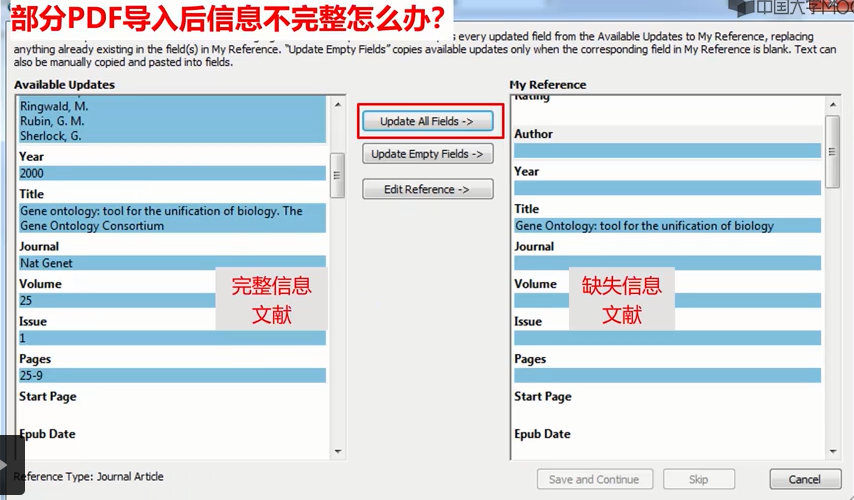 部分PDF导入后信息不完整怎么办?
中国大学MOO
s every updated field from the Available Updates to My Reference, replacing
anything already existing in the field(s) in My Reference. "Update Empty Fields" copies available updates only when the corresponding field in My Reference is blank. Text can
also be manually copied and pasted into fields.
Available Updates
Ringwald, M.
Rubin, G. M.
Sherlock, G.
Year
2000
Title
Gene ontology: tool for the unification of biology. The
Gene Ontology Consortium
Journal
Nat Genet
Volume
25
Issue
1
Pages
25-9
Start Page
Epub Date
完整信息
文献
Update All Fields ->
Update Empty Fields ->
Edit Reference ->
My Reference
Rating
Author
Year
Title
Gene Ontology: tool for the unification of biology
Journal
Volume
Issue
Pages
Start Page
Epub Date
缺失信息
文献
Reference Type: Journal Article
Save and Continue
Skip
Cancel